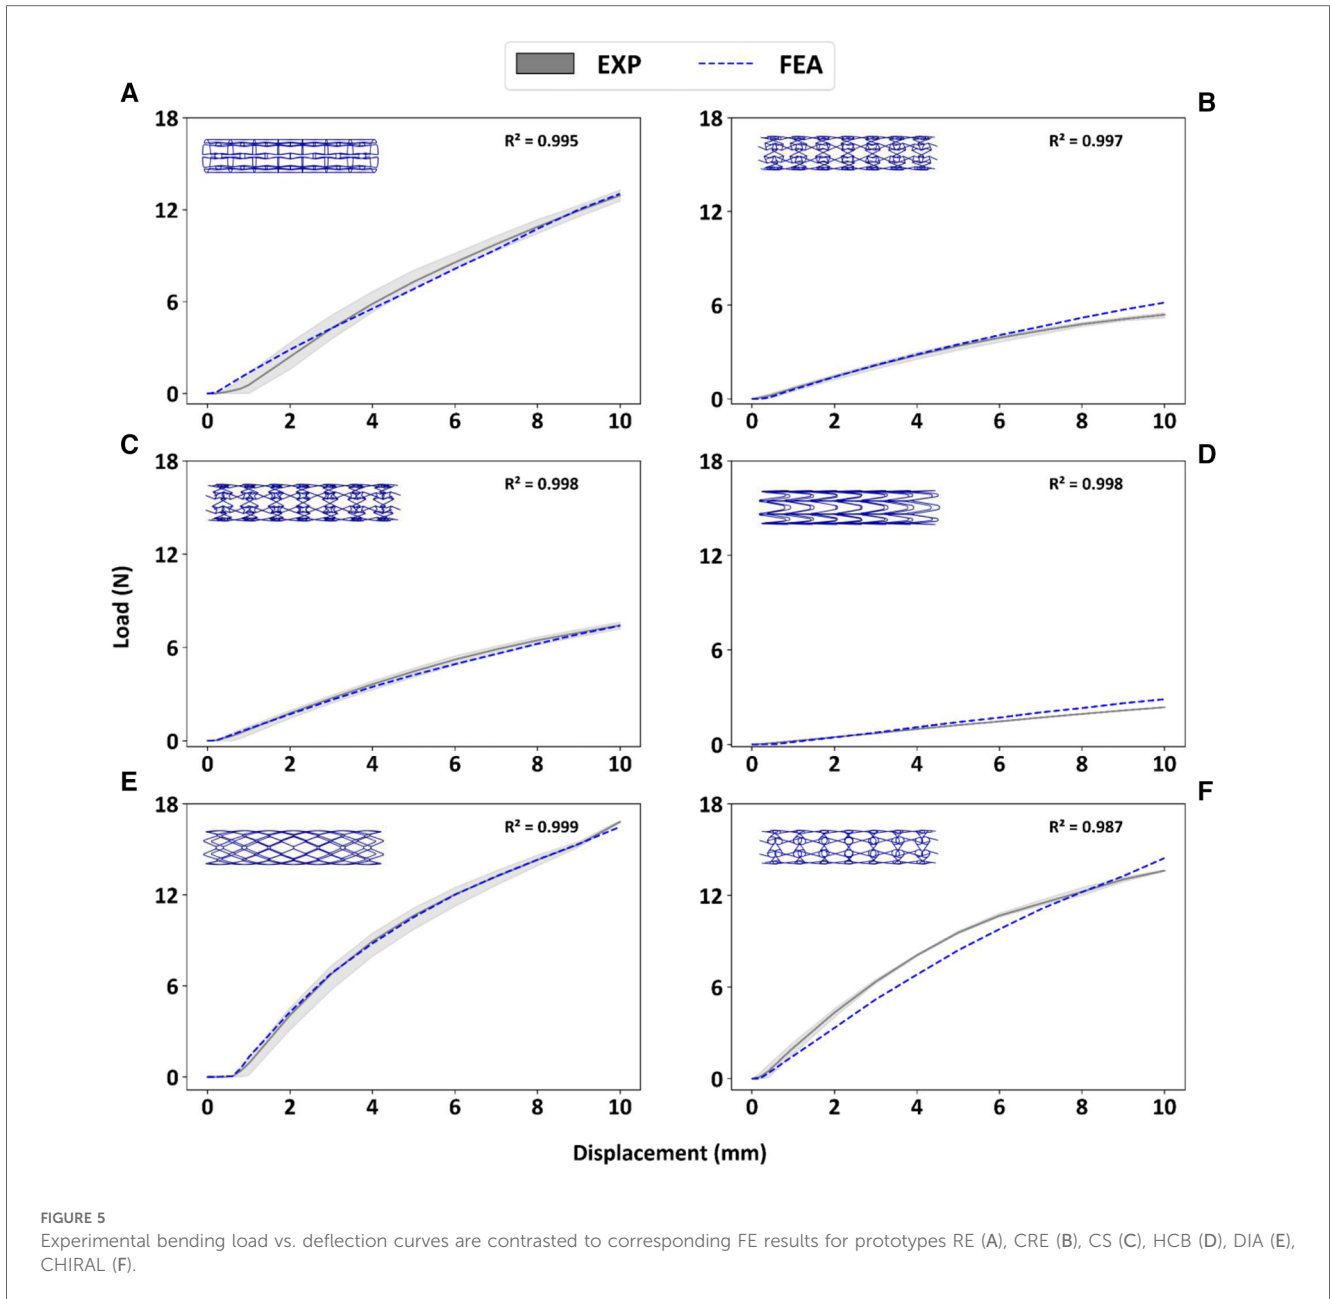 EXP FEA
A
B
18
12
6
0
R² = 0.995
0 2 4 6 8 10
18
12
6
0
R² = 0.997
0 2 4 6 8 10
C
D
18
12
6
0
R² = 0.998
0 2 4 6 8 10
18
12
6
0
R² = 0.998
0 2 4 6 8 10
Load (N)
E
F
18
12
6
0
R² = 0.999
0 2 4 6 8 10
18
12
6
0
R² = 0.987
0 2 4 6 8 10
Displacement (mm)
FIGURE 5
Experimental bending load vs. deflection curves are contrasted to corresponding FE results for prototypes RE (A), CRE (B), CS (C), HCB (D), DIA (E),
CHIRAL (F).